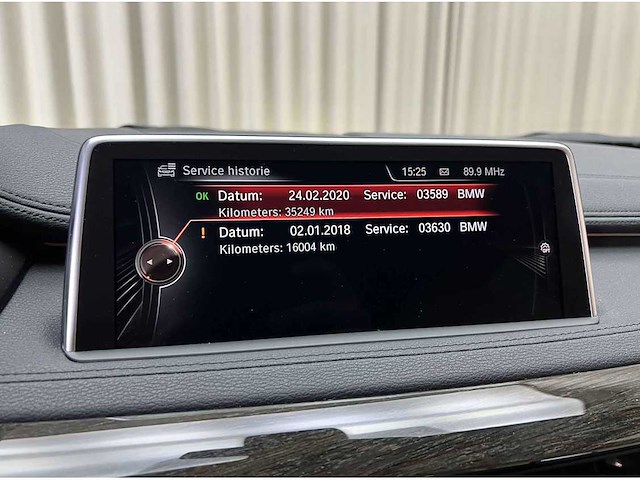 Service historie 15:25 89.9 MHz
OK Datum: 24.02.2020 Service: 03589 BMW
Kilometers: 35249 km
! Datum: 02.01.2018 Service: 03630 BMW
Kilometers: 16004 km